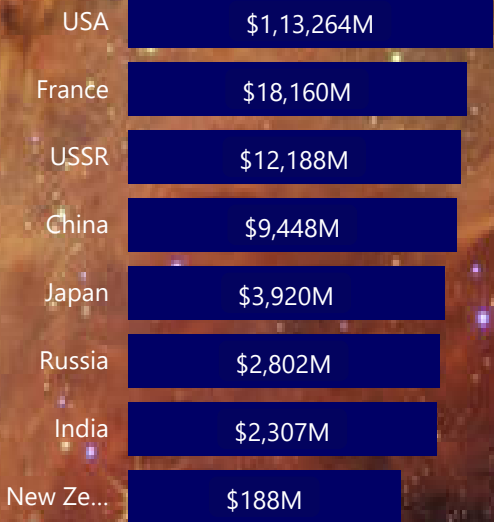 USA $1,13,264M
France $18,160M
USSR $12,188M
China $9,448M
Japan $3,920M
Russia $2,802M
India $2,307M
New Ze... $188M